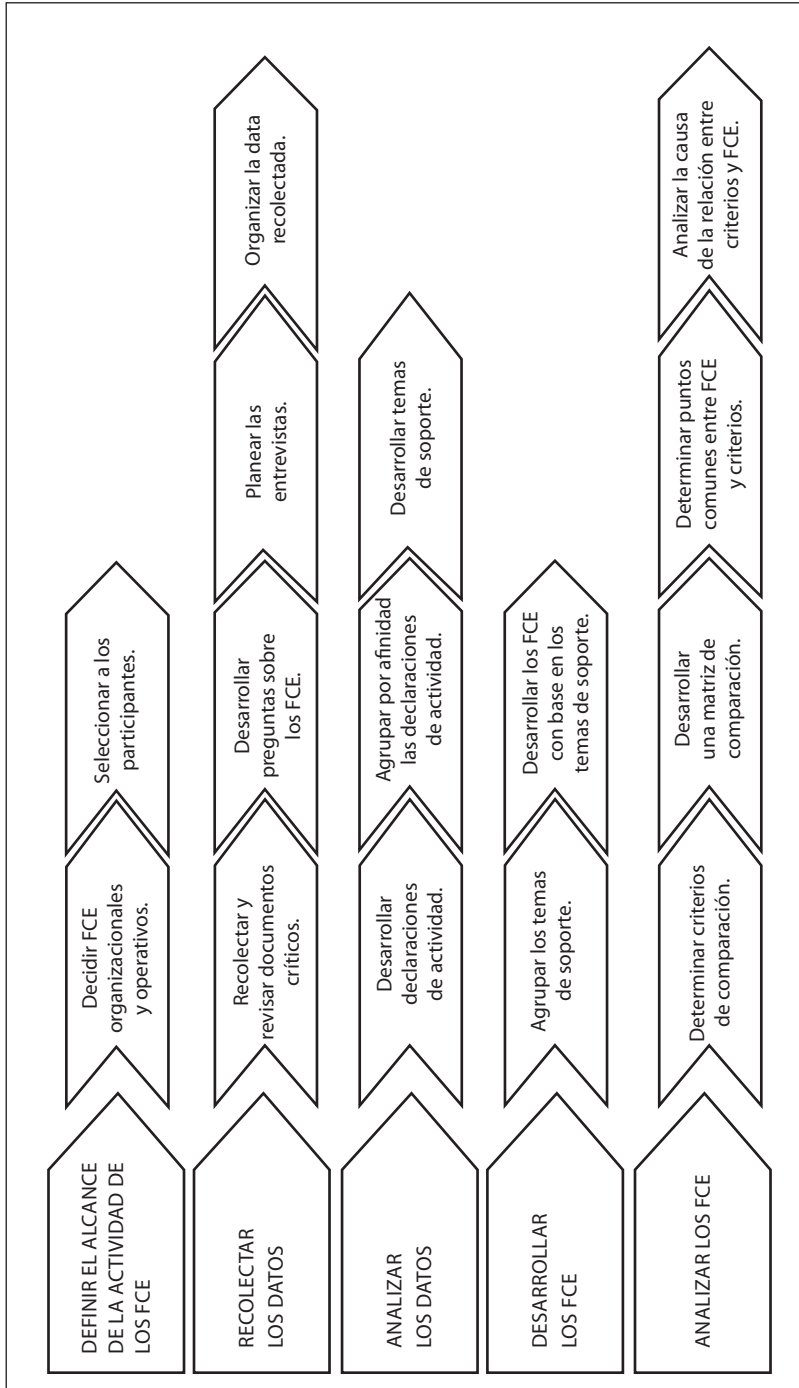 DEFINIR EL ALCANCE
DE LA ACTIVIDAD DE
LOS FCE
Decidir FCE
organizacionales
y operativos.
Seleccionar a los
participantes.
RECOLECTAR
LOS DATOS
Recolectar y
revisar documentos
críticos.
Desarrollar
preguntas sobre
los FCE.
Planear las
entrevistas.
Organizar la data
recolectada.
ANALIZAR
LOS DATOS
Desarrollar
declaraciones
de actividad.
Agrupar por afinidad
las declaraciones
de actividad.
Desarrollar temas
de soporte.
DESARROLLAR
LOS FCE
Agrupar los temas
de soporte.
Desarrollar los FCE
con base en los
temas de soporte.
ANALIZAR LOS FCE
Determinar criterios
de comparación.
Desarrollar
una matriz de
comparación.
Determinar puntos
comunes entre FCE
y criterios.
Analizar la causa
de la relación entre
criterios y FCE.